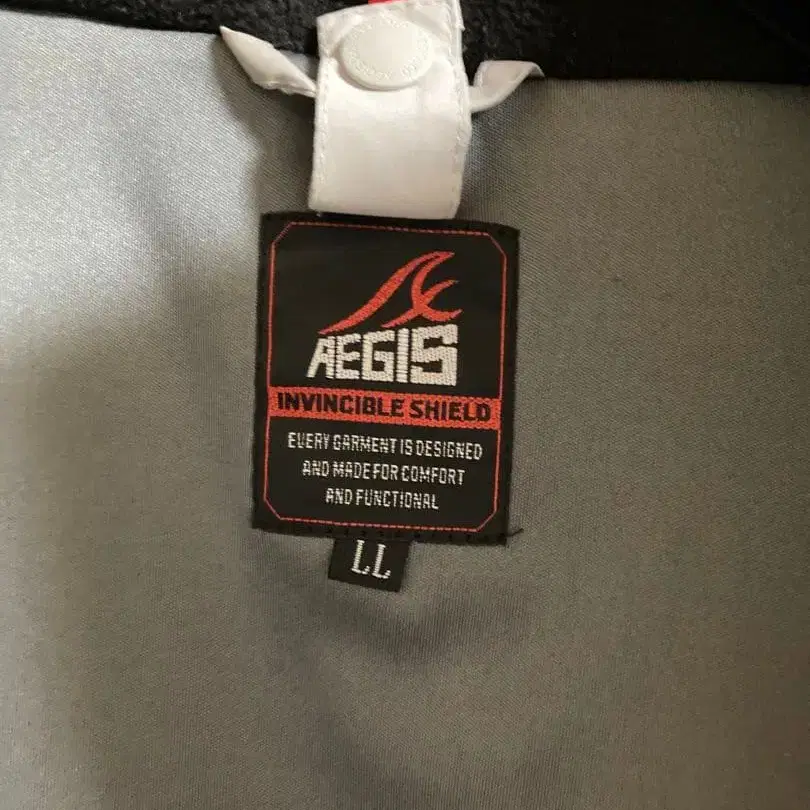 AEGIS
INVINCIBLE SHIELD
EVERY GARMENT IS DESIGNED
AND MADE FOR COMFORT
AND FUNCTIONAL
LL